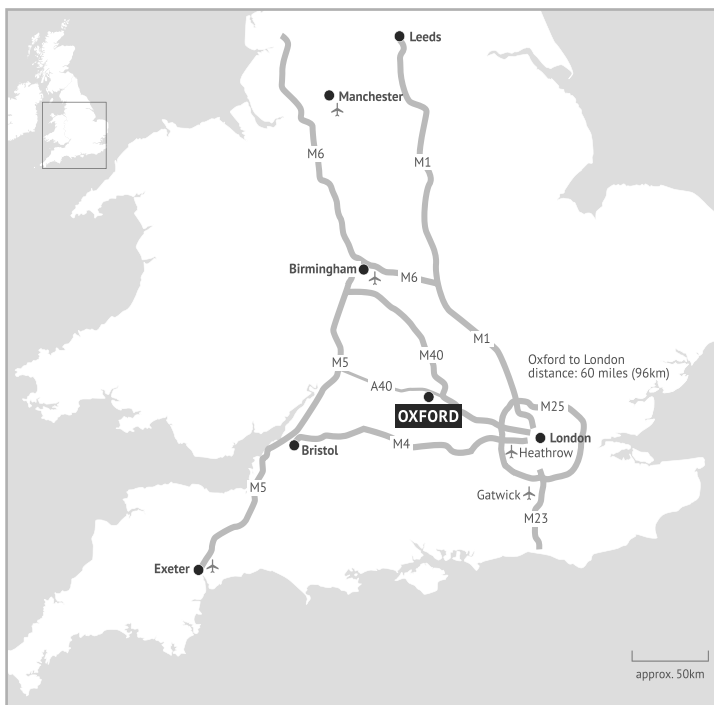 Leeds
Manchester
M6
M1
Birmingham
M6
M1
M5
M40
Oxford to London
distance: 60 miles (96km)
A40
OXFORD
M25
London
M4
Heathrow
Bristol
M5
Gatwick
M23
Exeter
approx. 50km